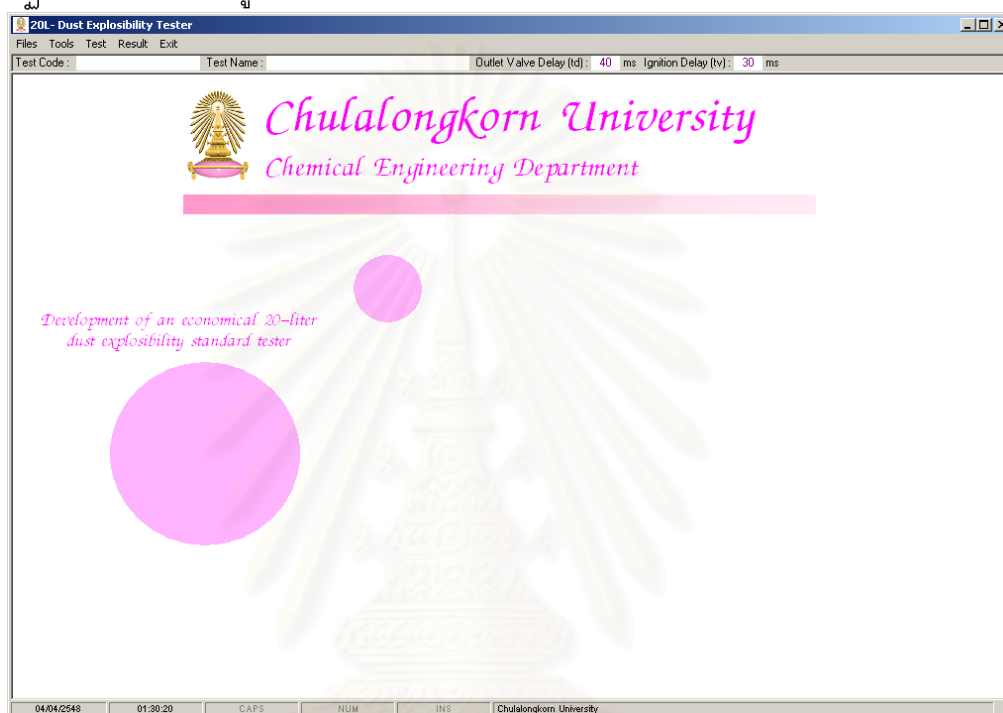 20L- Dust Explosibility Tester
Files Tools Test Result Exit
Test Code : Test Name : Outlet Valve Delay (td) : 40 ms Ignition Delay (tv) : 30 ms
Chulalongkorn University
Chemical Engineering Department
Development of an economical 20-liter
dust explosibility standard tester
04/04/2548 01:30:20 CAPS NUM INS Chulalongkorn University